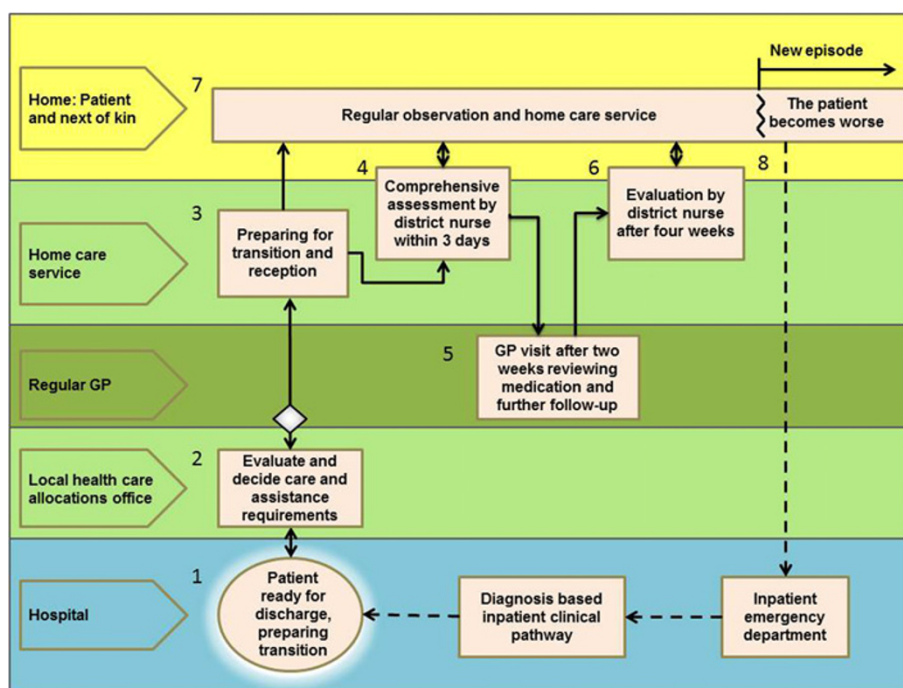 New episode
7
Home: Patient
and next of kin
Regular observation and home care service
The patient
becomes worse
4
6
8
Comprehensive
assessment by
district nurse
within 3 days
Evaluation by
district nurse
after four weeks
3
Preparing for
transition and
reception
Home care
service
5
GP visit after two
weeks reviewing
medication and
further follow-up
Regular GP
2
Evaluate and
decide care and
assistance
requirements
Local health care
allocations office
1
Patient
ready for
discharge,
preparing
transition
Hospital
Diagnosis based
inpatient clinical
pathway
Inpatient
emergency
department